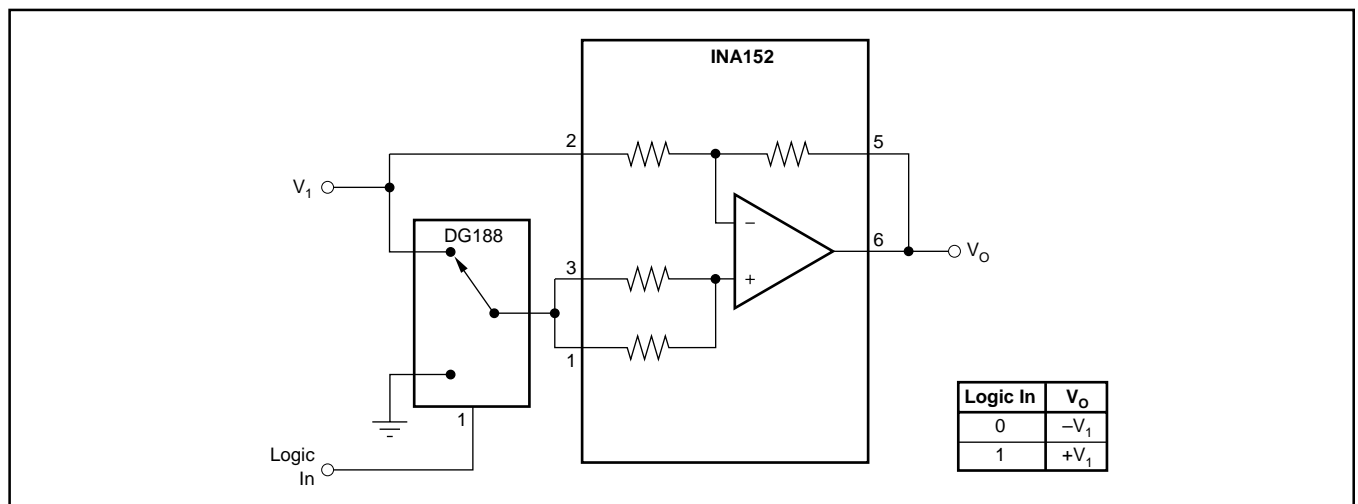 INA152
2
5
V1
DG188
3
6
VO
1
1
Logic
In
Logic In VO
0 –V1
1 +V1
–
+